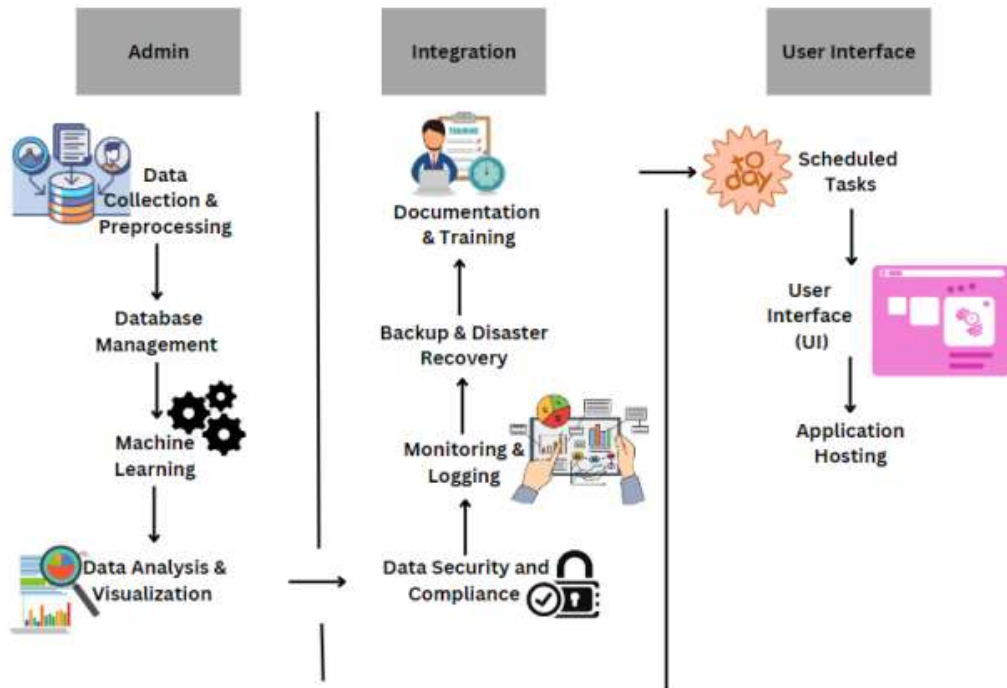 Admin
Integration
User Interface
TRAINING
to
day
Data
Collection &
Preprocessing
Scheduled
Tasks
Documentation
& Training
Database
Management
User
Interface
(UI)
Backup & Disaster
Recovery
Machine
Learning
Monitoring &
Logging
Application
Hosting
Data Analysis &
Visualization
Data Security and
Compliance